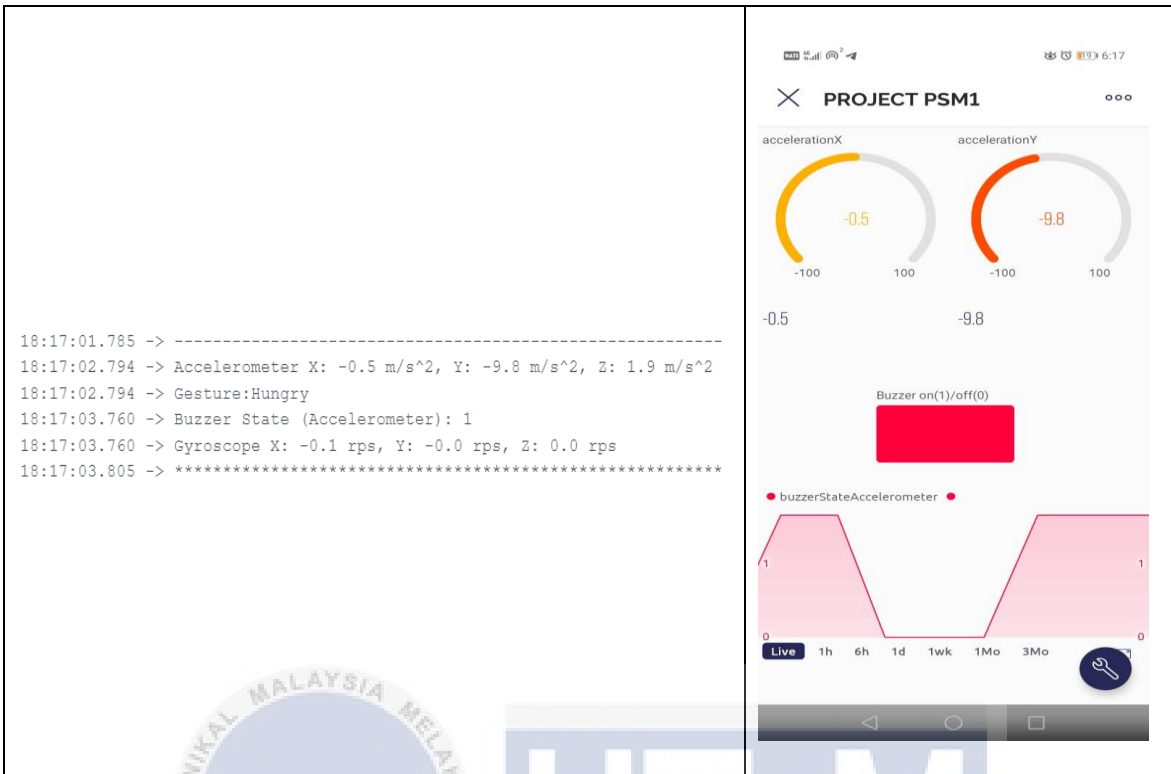 18:17:01.785 -> ---------------------------------------------------------
18:17:02.794 -> Accelerometer X: -0.5 m/s^2, Y: -9.8 m/s^2, Z: 1.9 m/s^2
18:17:02.794 -> Gesture:Hungry
18:17:03.760 -> Buzzer State (Accelerometer): 1
18:17:03.760 -> Gyroscope X: -0.1 rps, Y: -0.0 rps, Z: 0.0 rps
18:17:03.805 -> *********************************************************
19 6:17
PROJECT PSM1
accelerationX accelerationY
-0.5 -9.8
-100 100 -100 100
-0.5 -9.8
Buzzer on(1)/off(0)
buzzerStateAccelerometer
1 1
0 0
Live 1h 6h 1d 1wk 1Mo 3Mo
MALAYSIA